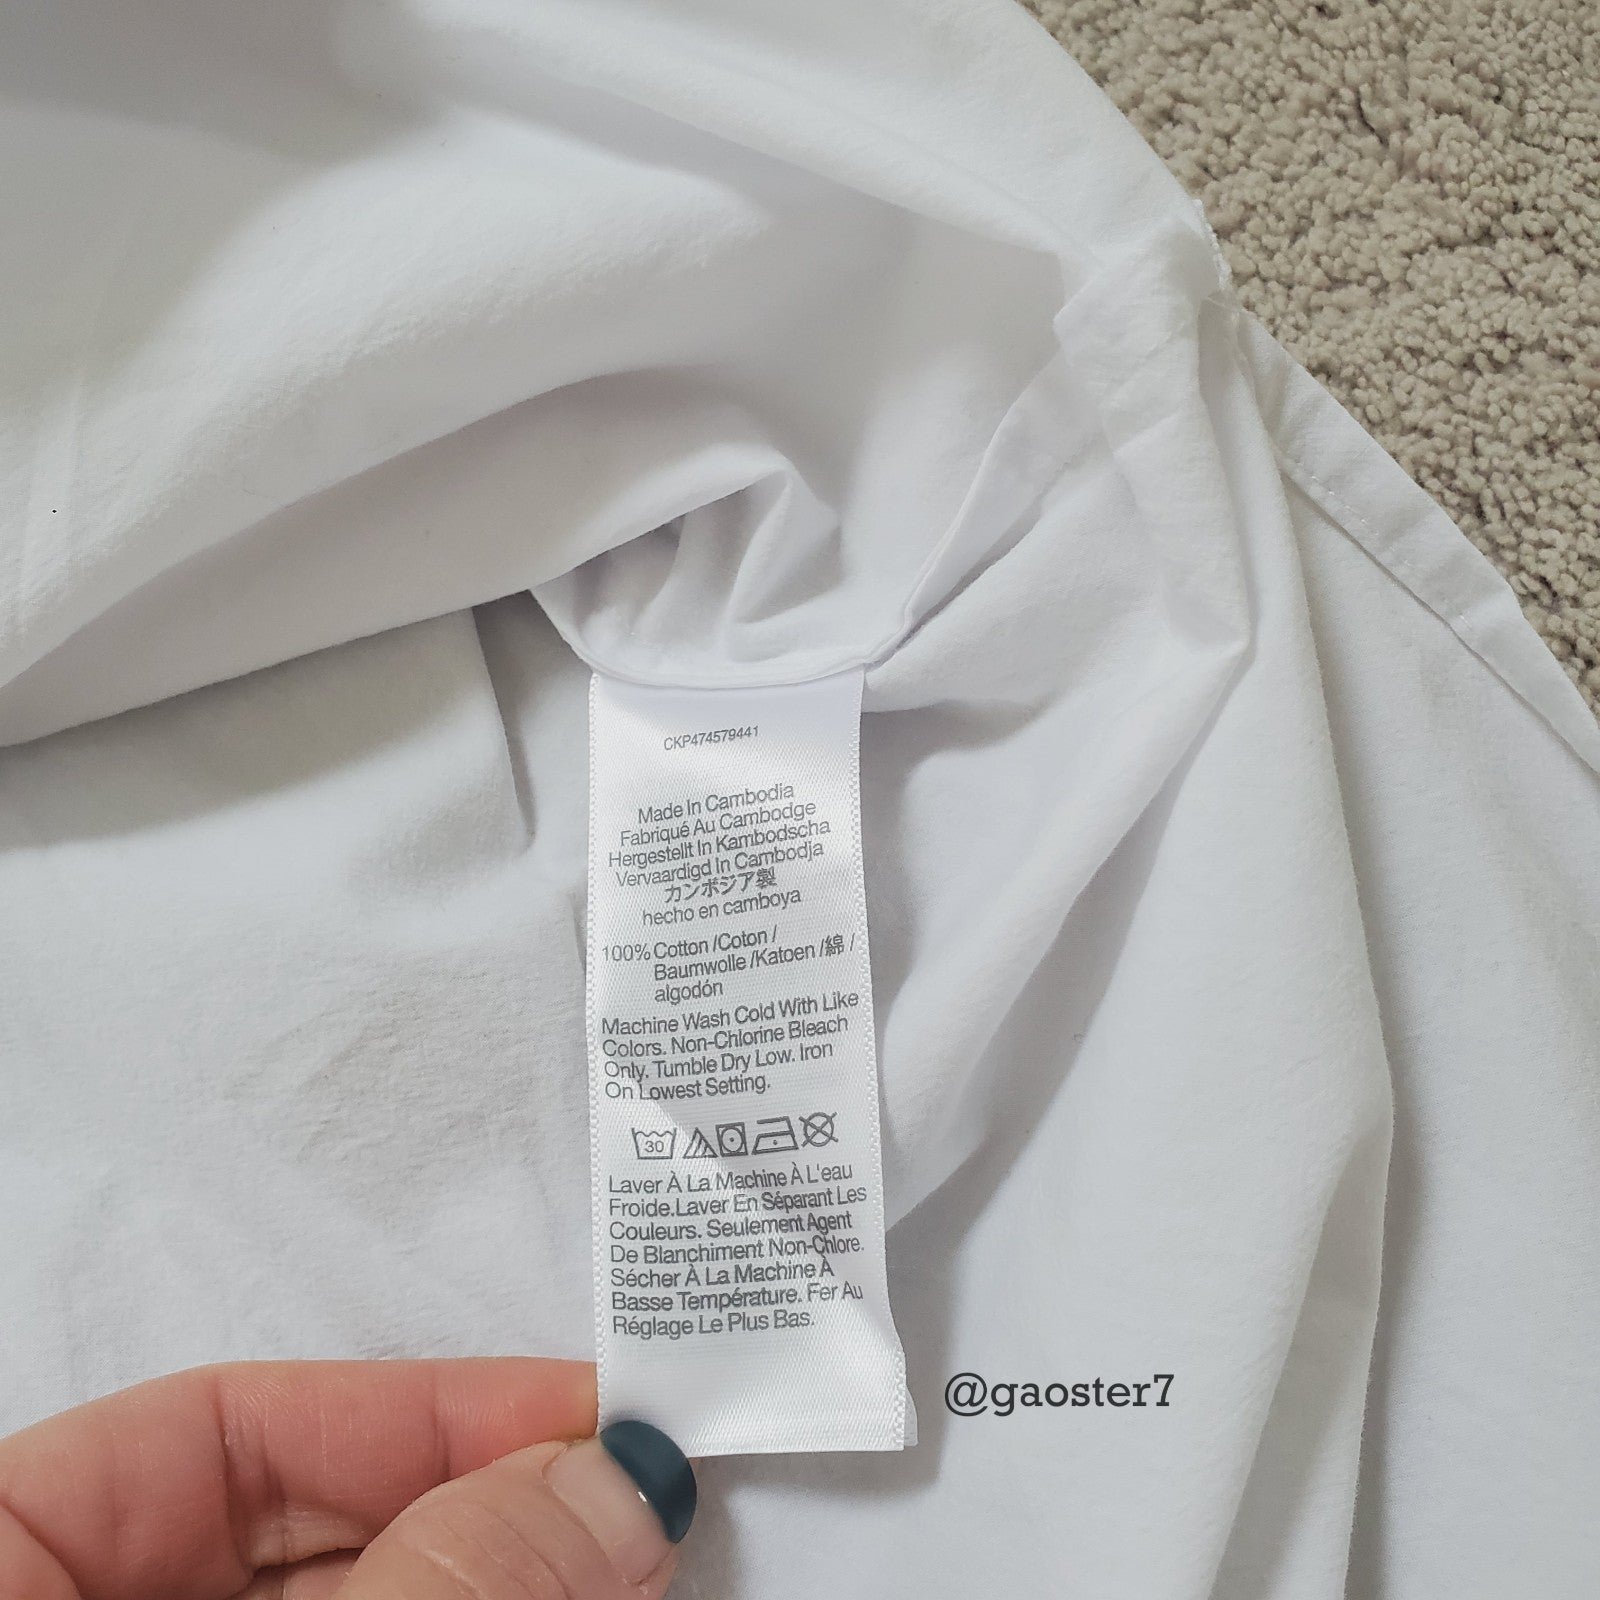 CKP474579441
Made In Cambodia
Fabriqué Au Cambodge
Hergestellt In Kambodscha
Vervaardigd In Cambodja
カンボジア製
hecho en camboya
100% Cotton /Coton /
Baumwolle /Katoen /綿 /
algodón
Machine Wash Cold With Like
Colors. Non-Chlorine Bleach
Only. Tumble Dry Low. Iron
On Lowest Setting.
30
Laver À La Machine À L'eau
Froide.Laver En Séparant Les
Couleurs. Seulement Agent
De Blanchiment Non-Chlore.
Sécher À La Machine À
Basse Température. Fer Au
Réglage Le Plus Bas.
@gaoster7